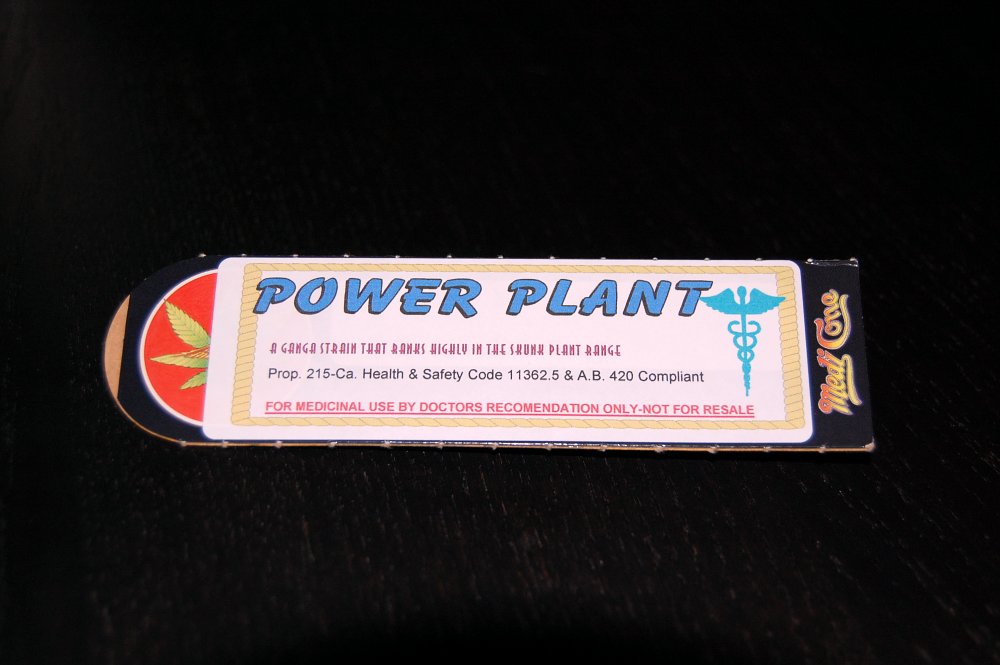 POWER PLANT
A GANGA STRAIN THAT RANKS HIGHLY IN THE SKUNK PLANT RANGE
Prop. 215-Ca. Health & Safety Code 11362.5 & A.B. 420 Compliant
FOR MEDICINAL USE BY DOCTORS RECOMENDATION ONLY-NOT FOR RESALE
Medi Cone